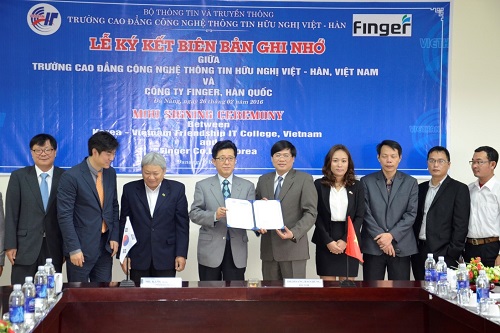 BỘ THÔNG TIN VÀ TRUYỀN THÔNG
TRƯỜNG CAO ĐẲNG CÔNG NGHỆ THÔNG TIN HỮU NGHỊ VIỆT - HÀN
Finger
LỄ KÝ KẾT BIÊN BẢN GHI NHỚ
GIỮA
TRƯỜNG CAO ĐẲNG CÔNG NGHỆ THÔNG TIN HỮU NGHỊ VIỆT - HÀN, VIỆT NAM
VÀ
CÔNG TY FINGER, HÀN QUỐC
MOU SIGNING CEREMONY
Between
Korea - Vietnam Friendship IT College, Vietnam
and
Finger Co.